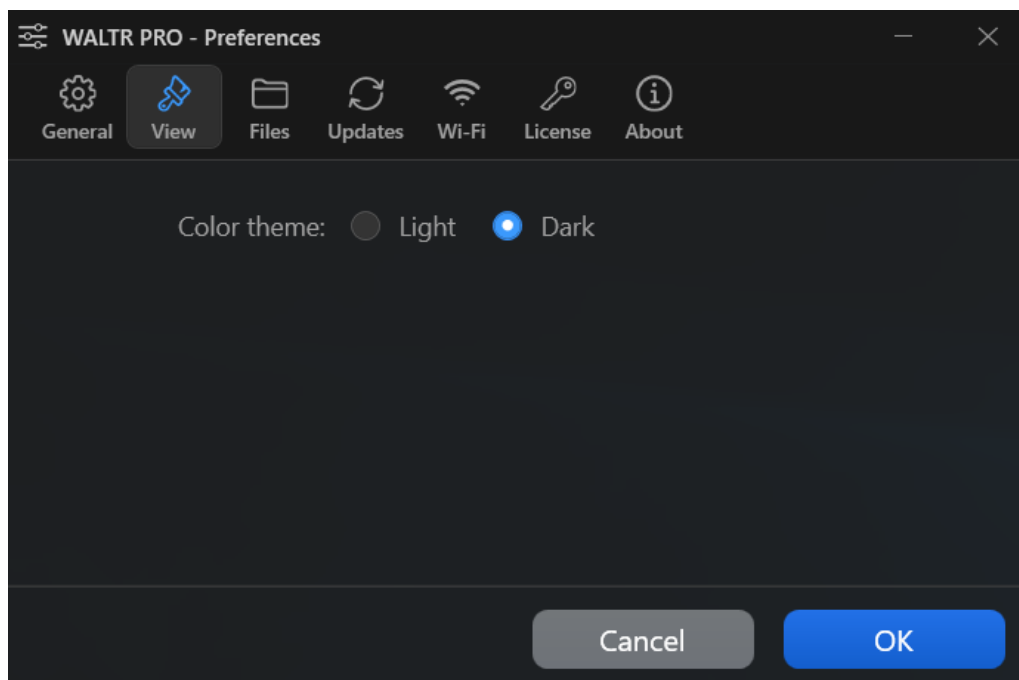 WALTR PRO - Preferences
General View Files Updates Wi-Fi License About
Color theme: Light Dark
Cancel OK